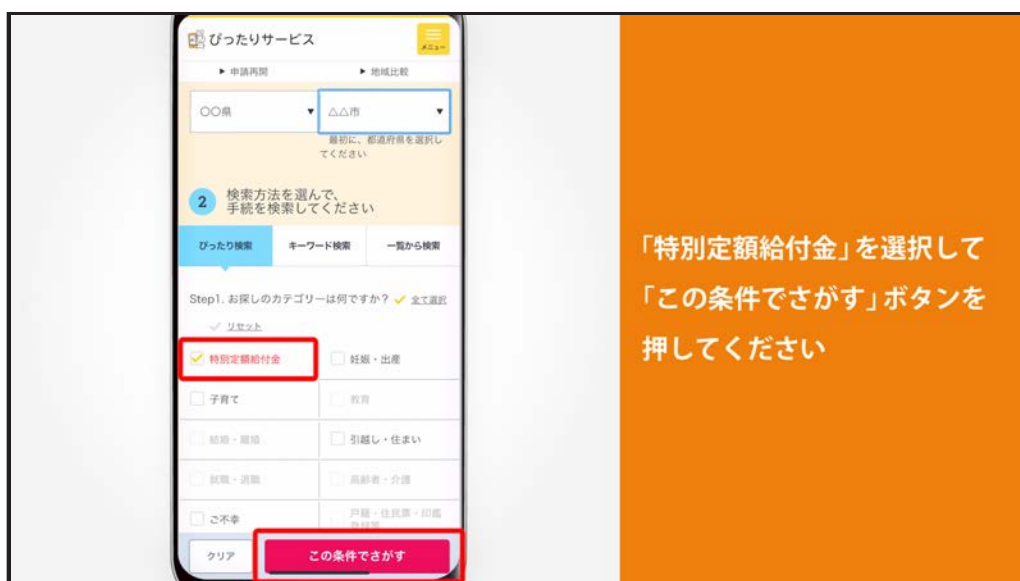 ぴったりサービス
メニュー
▶ 申請再開
▶ 地域比較
〇〇県
△△市
最初に、都道府県を選択し
てください
2
検索方法を選んで、
手続を検索してください
ぴったり検索
キーワード検索
一覧から検索
Step1. お探しのカテゴリーは何ですか？
全て選択
リセット
特別定額給付金
妊娠・出産
子育て
教育
結婚・離婚
引越し・住まい
就職・退職
高齢者・介護
ご不幸
戸籍・住民票・印鑑
登録等
クリア
この条件でさがす
「特別定額給付金」を選択して
「この条件でさがす」ボタンを
押してください